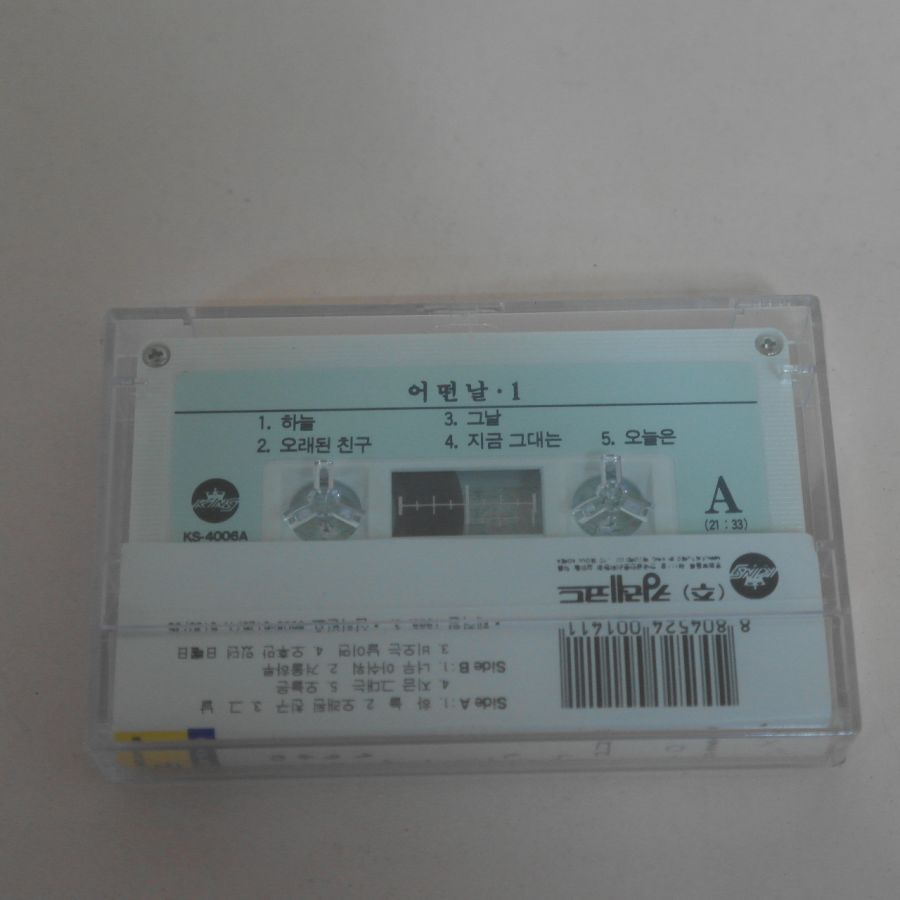 어떤날 · 1
1. 하늘
2. 오래된 친구
3. 그날
4. 지금 그대는
5. 오늘은
A
(21 : 33)
KS-4006A
(주) 킹레코드
8 804524 001411
Side A : 1. 하 늘 2. 오래된 친구 3. 그 날
4. 지금 그대는 5. 오늘은
Side B : 1. 너무 아쉬워 2. 겨울하루
3. 비오는 날이면 4. 오후만 있던 日曜日